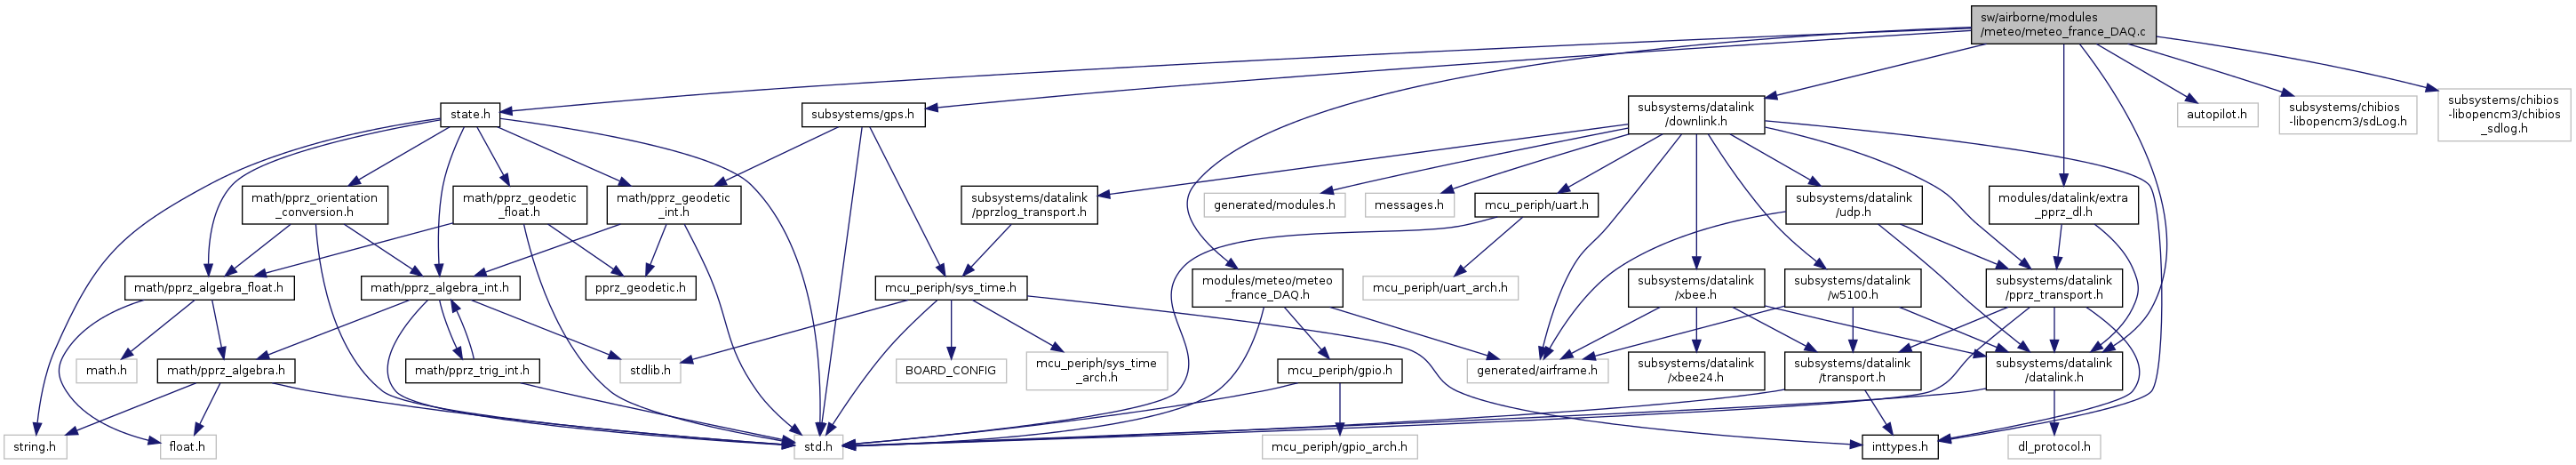 sw/airborne/modules
/meteo/meteo_france_DAQ.c
state.h
subsystems/gps.h
subsystems/datalink
/downlink.h
autopilot.h
subsystems/chibios
-libopencm3/sdLog.h
subsystems/chibios
-libopencm3/chibios
_sdlog.h
math/pprz_orientation
_conversion.h
math/pprz_geodetic
_float.h
math/pprz_geodetic
_int.h
subsystems/datalink
/pprzlog_transport.h
generated/modules.h
messages.h
mcu_periph/uart.h
subsystems/datalink
/udp.h
modules/datalink/extra
_pprz_dl.h
math/pprz_algebra_float.h
math/pprz_algebra_int.h
pprz_geodetic.h
mcu_periph/sys_time.h
modules/meteo/meteo
_france_DAQ.h
mcu_periph/uart_arch.h
subsystems/datalink
/xbee.h
subsystems/datalink
/w5100.h
subsystems/datalink
/pprz_transport.h
math.h
math/pprz_algebra.h
math/pprz_trig_int.h
stdlib.h
BOARD_CONFIG
mcu_periph/sys_time
_arch.h
mcu_periph/gpio.h
generated/airframe.h
subsystems/datalink
/xbee24.h
subsystems/datalink
/transport.h
subsystems/datalink
/datalink.h
string.h
float.h
std.h
mcu_periph/gpio_arch.h
inttypes.h
dl_protocol.h